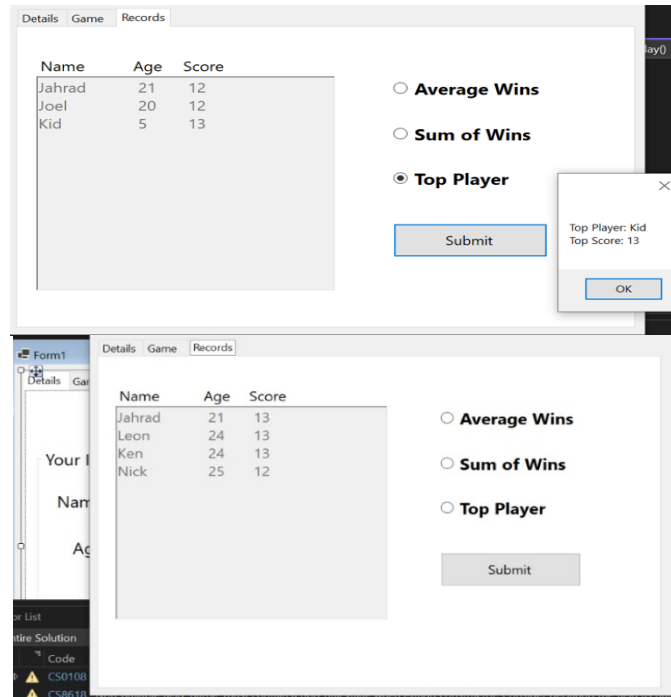 Details Game Records
lay()
Name Age Score
Jahrad 21 12
Joel 20 12
Kid 5 13
Average Wins
Sum of Wins
Top Player
Submit
Top Player: Kid
Top Score: 13
OK
Form1
Details Gar
Your I
Nam
Ag
or List
ntire Solution
Code
CS0108
CS8618
Details Game Records
Name Age Score
Jahrad 21 13
Leon 24 13
Ken 24 13
Nick 25 12
Average Wins
Sum of Wins
Top Player
Submit